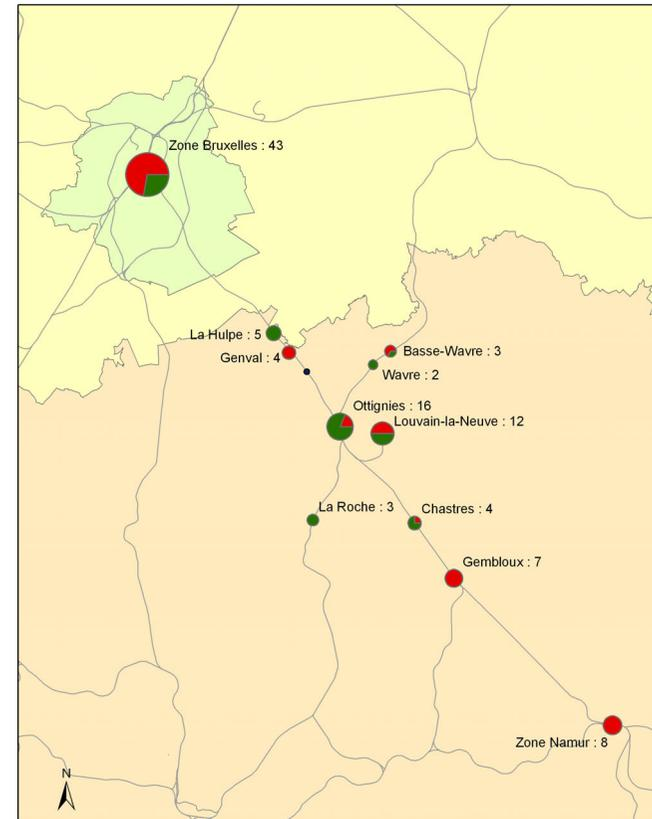 Zone Bruxelles : 43
La Hulpe : 5
Genval : 4
Basse-Wavre : 3
Wavre : 2
Ottignies : 16
Louvain-la-Neuve : 12
La Roche : 3
Chastres : 4
Gembloux : 7
Zone Namur : 8
N